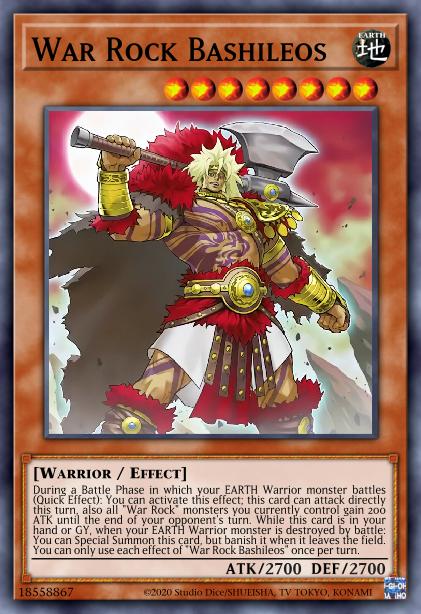 War Rock Bashileos
EARTH
地
[Warrior / Effect]
During a Battle Phase in which your EARTH Warrior monster battles
(Quick Effect): You can activate this effect; this card can attack directly
this turn, also all "War Rock" monsters you currently control gain 200
ATK until the end of your opponent's turn. While this card is in your
hand or GY, when your EARTH Warrior monster is destroyed by battle:
You can Special Summon this card, but banish it when it leaves the field.
You can only use each effect of "War Rock Bashileos" once per turn.
ATK/2700 DEF/2700
18558867
©2020 Studio Dice/SHUEISHA, TV TOKYO, KONAMI